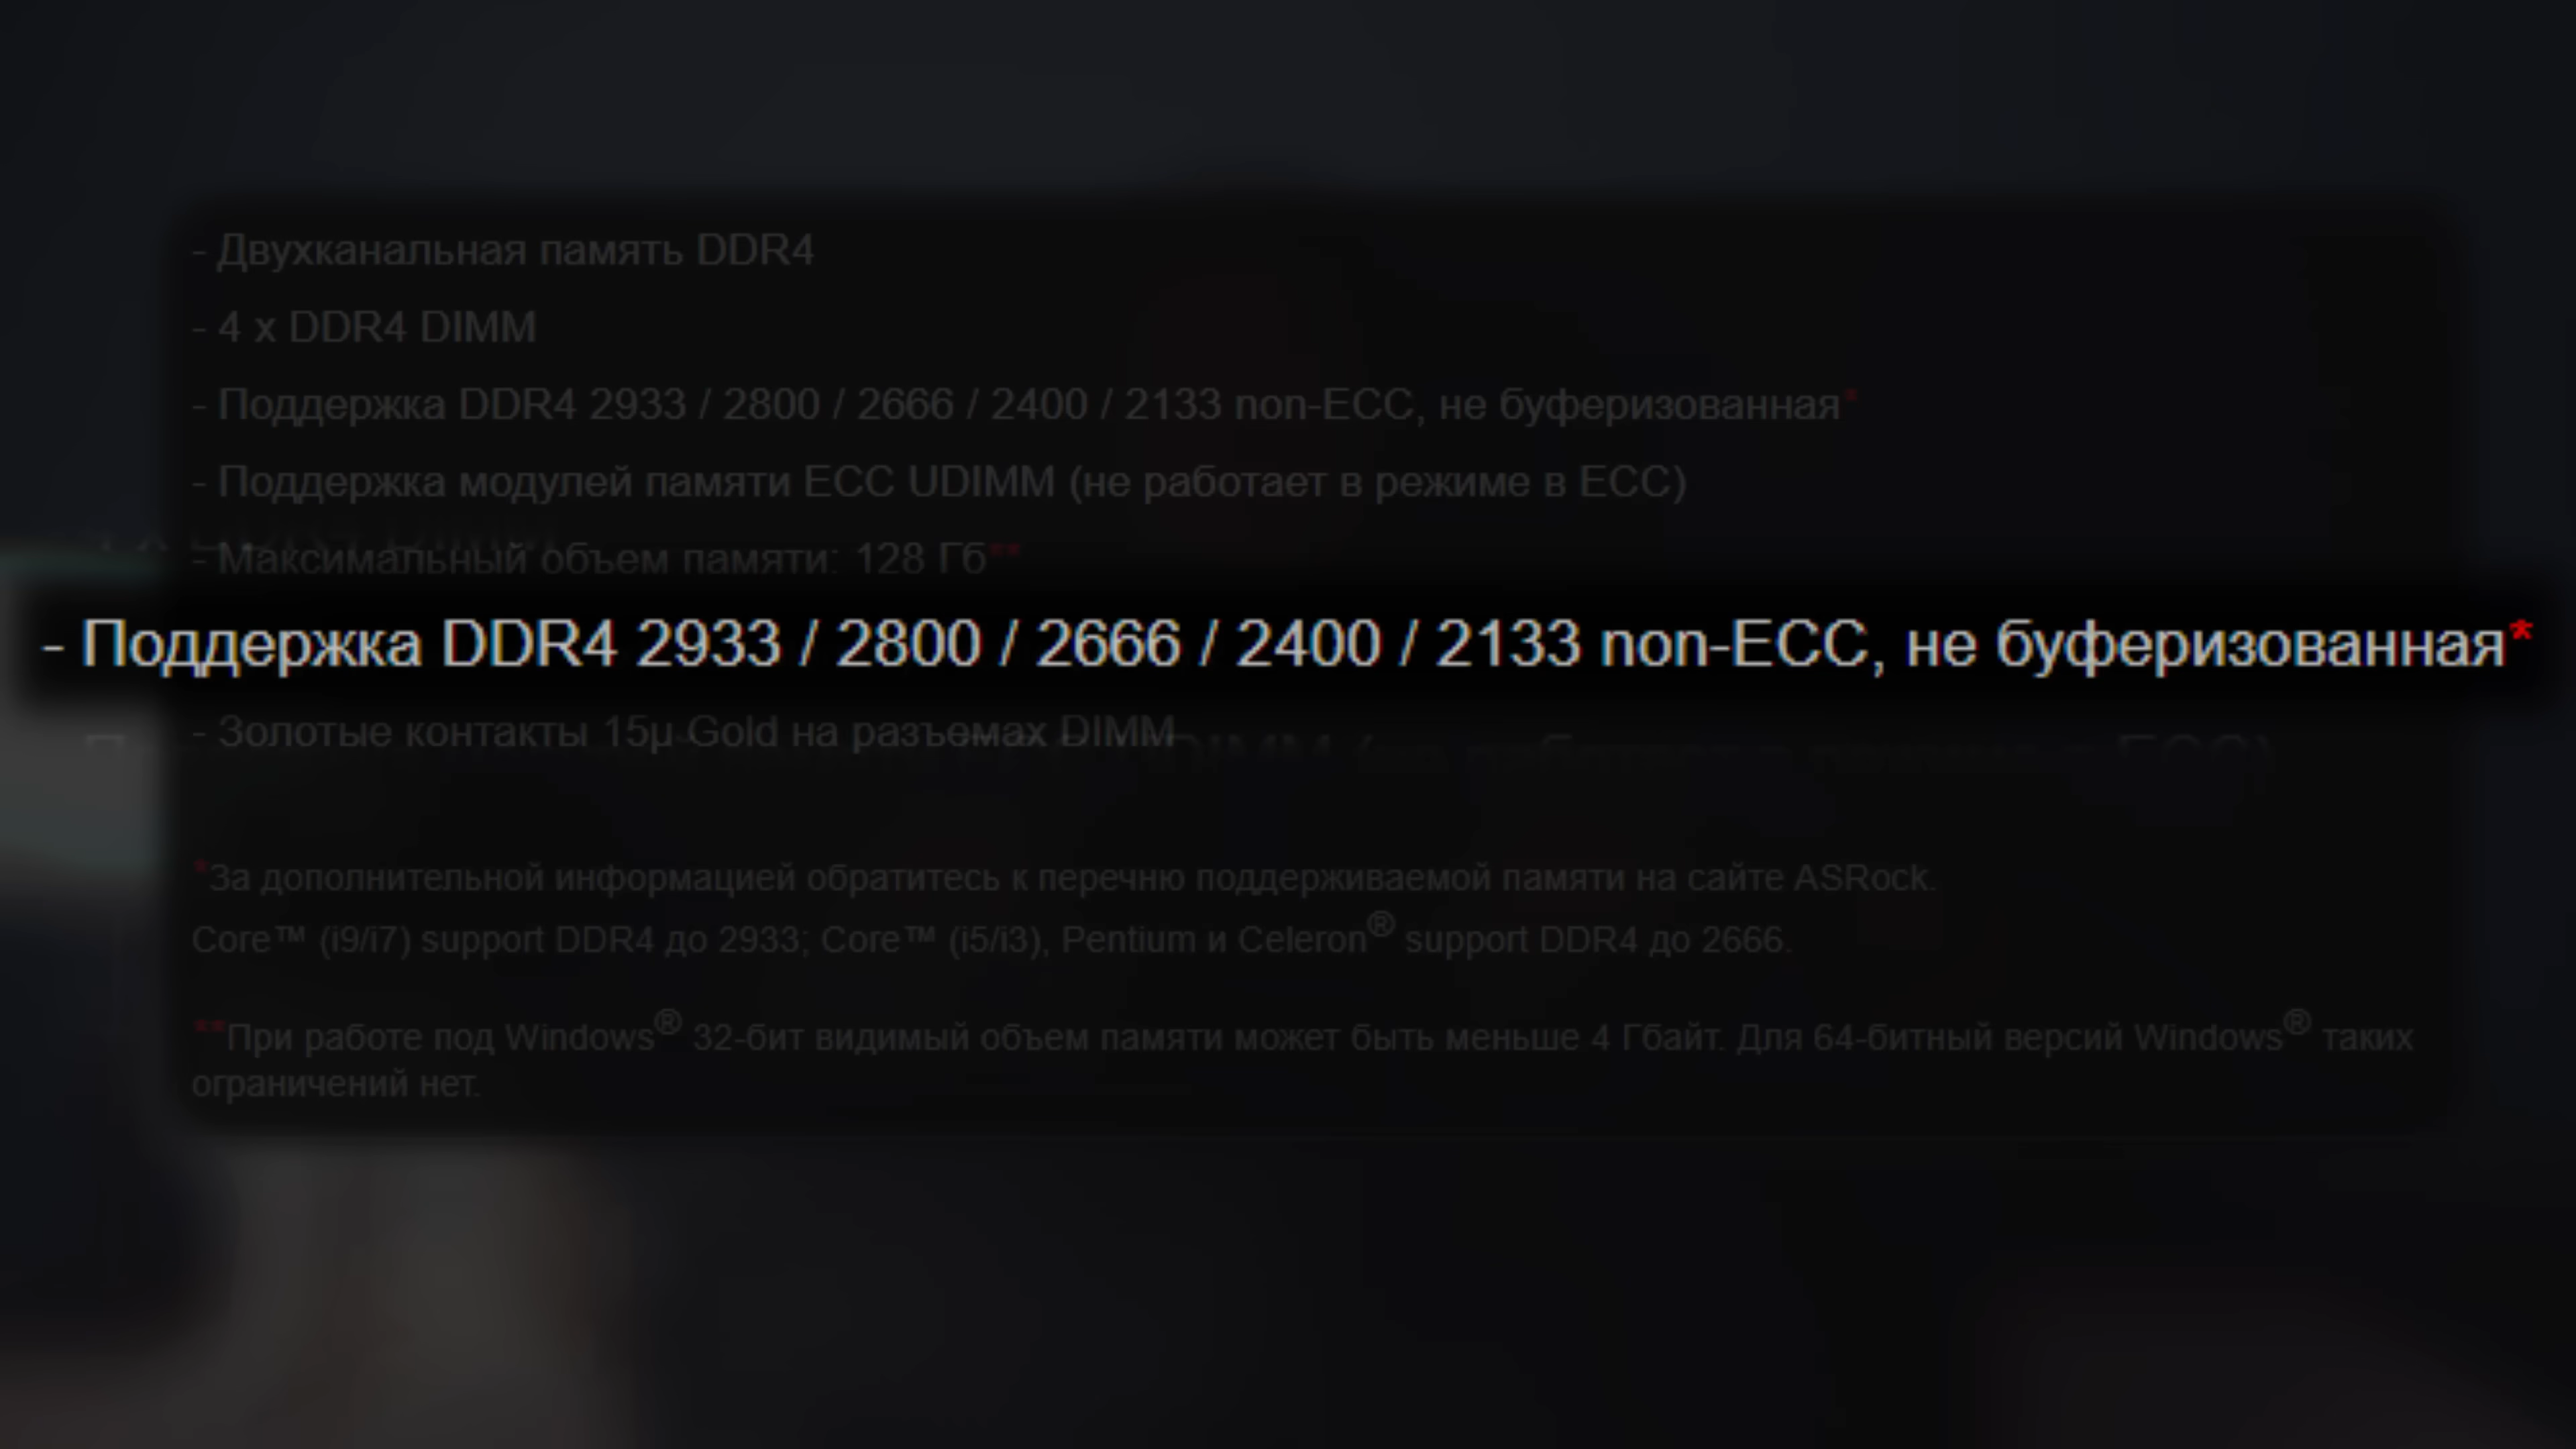 - Двухканальная память DDR4
- 4 x DDR4 DIMM
- Поддержка DDR4 2933 / 2800 / 2666 / 2400 / 2133 non-ECC, не буферизованная*
- Поддержка модулей памяти ECC UDIMM (не работает в режиме в ECC)
- Максимальный объем памяти: 128 Гб**
- Поддержка DDR4 2933 / 2800 / 2666 / 2400 / 2133 non-ECC, не буферизованная*
- Золотые контакты 15μ Gold на разъемах DIMM
*За дополнительной информацией обратитесь к перечню поддерживаемой памяти на сайте ASRock.
Core™ (i9/i7) support DDR4 до 2933; Core™ (i5/i3), Pentium и Celeron® support DDR4 до 2666.
**При работе под Windows® 32-бит видимый объем памяти может быть меньше 4 Гбайт. Для 64-битный версий Windows® таких
ограничений нет.